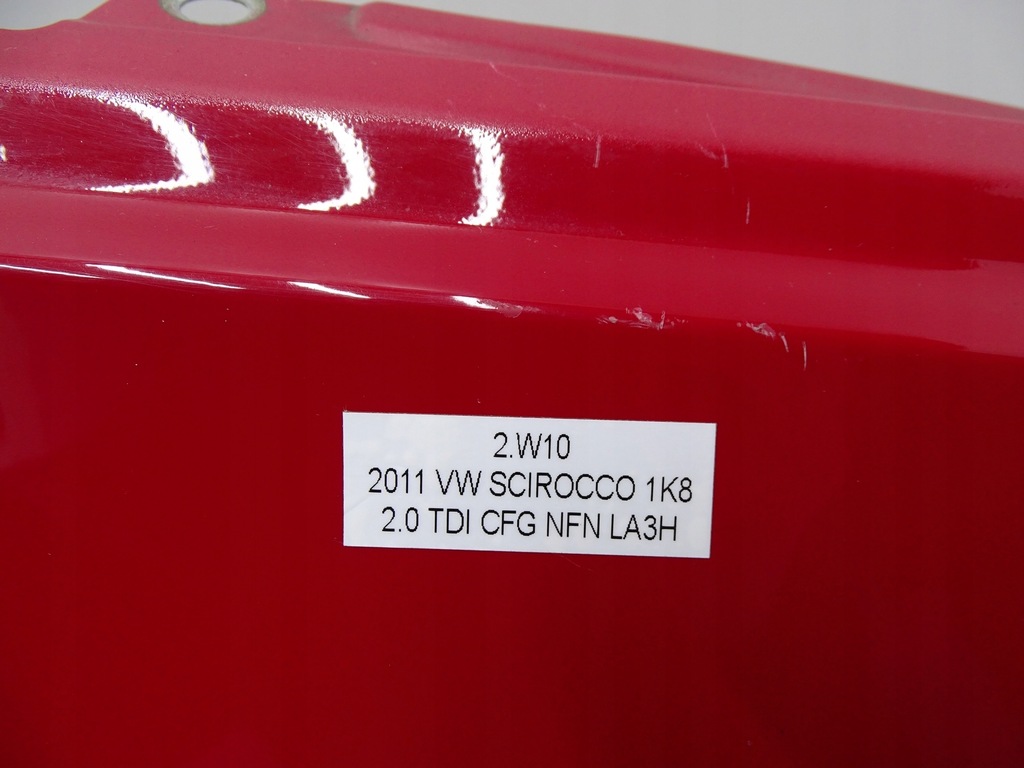 2.W10
2011 VW SCIROCCO 1K8
2.0 TDI CFG NFN LA3H